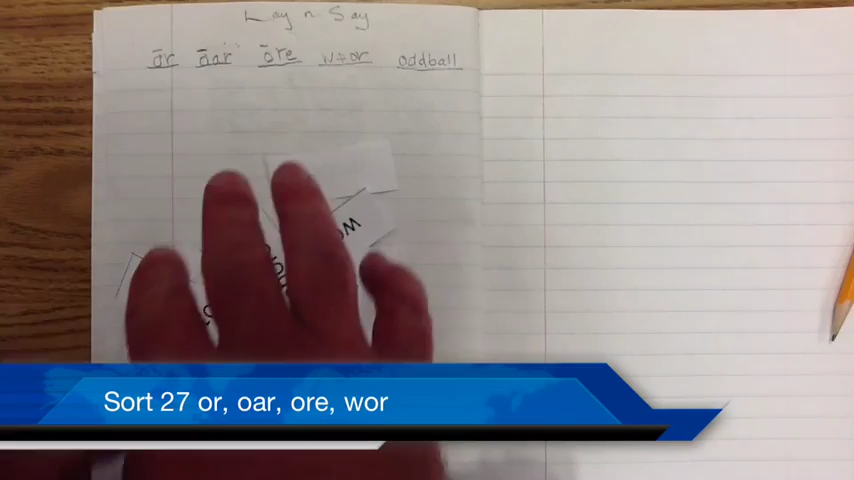 Lay n Say
ōr ōar ōre w+or oddball
Sort 27 or, oar, ore, wor